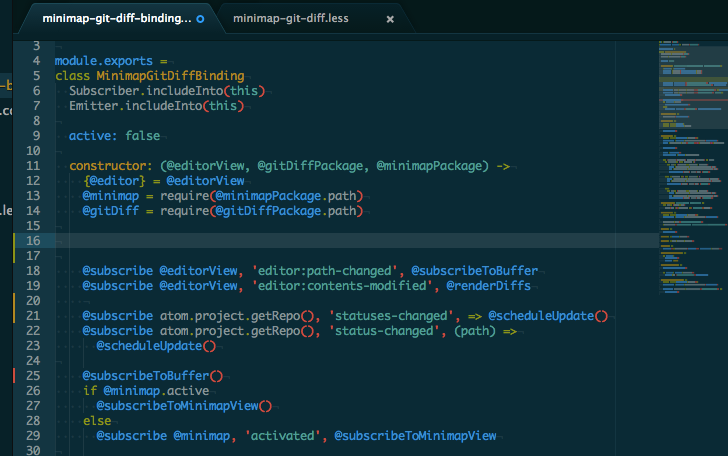 minimap-git-diff-binding... minimap-git-diff.less
3
4 module.exports =
5 class MinimapGitDiffBinding
6 Subscriber.includeInto(this)
7 Emitter.includeInto(this)
8
9 active: false
10
11 constructor: (@editorView, @gitDiffPackage, @minimapPackage) ->
12 {@editor} = @editorView
13 @minimap = require(@minimapPackage.path)
14 @gitDiff = require(@gitDiffPackage.path)
15
16
17
18 @subscribe @editorView, 'editor:path-changed', @subscribeToBuffer
19 @subscribe @editorView, 'editor:contents-modified', @renderDiffs
20
21 @subscribe atom.project.getRepo(), 'statuses-changed', => @scheduleUpdate()
22 @subscribe atom.project.getRepo(), 'status-changed', (path) =>
23 @scheduleUpdate()
24
25 @subscribeToBuffer()
26 if @minimap.active
27 @subscribeToMinimapView()
28 else
29 @subscribe @minimap, 'activated', @subscribeToMinimapView
30